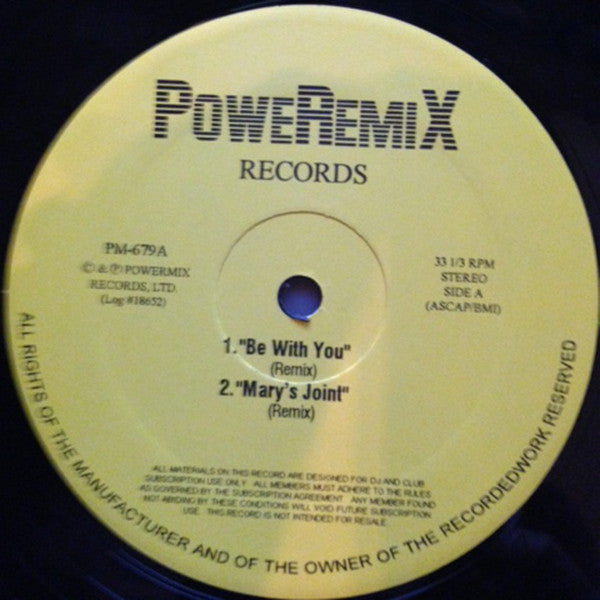 PoweRemiX
RECORDS
PM-679A
© & ℗ POWERMIX
RECORDS, LTD.
(Log #18652)
33 1/3 RPM
STEREO
SIDE A
(ASCAP/BMI)
1."Be With You"
(Remix)
2."Mary's Joint"
(Remix)
ALL MATERIALS ON THIS RECORD ARE DESIGNED FOR DJ AND CLUB
SUBSCRIPTION USE ONLY ALL MEMBERS MUST ADHERE TO THE RULES
AS GOVERNED BY THE SUBSCRIPTION AGREEMENT ANY MEMBER FOUND
NOT ABIDING BY THESE CONDITIONS WILL VOID FUTURE SUBSCRIPTION
USE. THIS RECORD IS NOT INTENDED FOR RESALE.
ALL RIGHTS OF THE MANUFACTURER AND OF THE OWNER OF THE RECORDEDWORK RESERVED